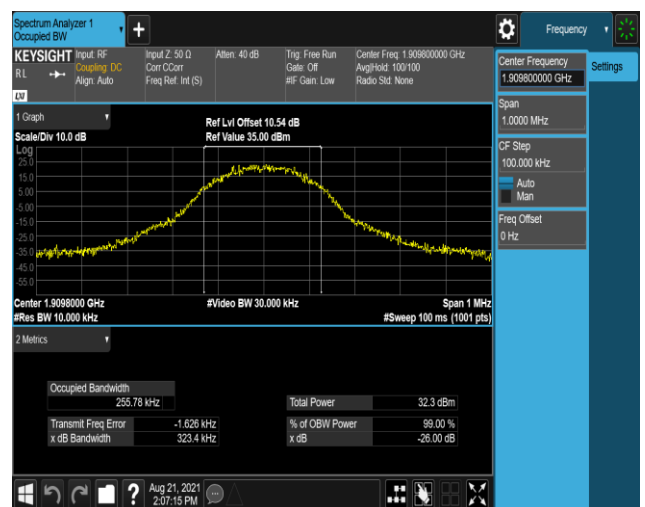 Spectrum Analyzer 1
Occupied BW
Frequency
KEYSIGHT
RL
LXI
Input: RF
Coupling: DC
Align: Auto
Input Z: 50 Ω
Corr CCorr
Freq Ref: Int (S)
Atten: 40 dB
Trig: Free Run
Gate: Off
#IF Gain: Low
Center Freq: 1.909800000 GHz
Avg|Hold: 100/100
Radio Std: None
Center Frequency
1.909800000 GHz
Settings
Span
1.0000 MHz
CF Step
100.000 kHz
Auto
Man
Freq Offset
0 Hz
1 Graph
Scale/Div 10.0 dB
Ref Lvl Offset 10.54 dB
Ref Value 35.00 dBm
Log
25.0
15.0
5.00
-5.00
-15.0
-25.0
-35.0
-45.0
-55.0
Center 1.9098000 GHz
#Video BW 30.000 kHz
Span 1 MHz
#Res BW 10.000 kHz
#Sweep 100 ms (1001 pts)
2 Metrics
Occupied Bandwidth
255.78 kHz
Total Power 32.3 dBm
Transmit Freq Error -1.626 kHz
% of OBW Power 99.00 %
x dB Bandwidth 323.4 kHz
x dB -26.00 dB
?
Aug 21, 2021
2:07:15 PM